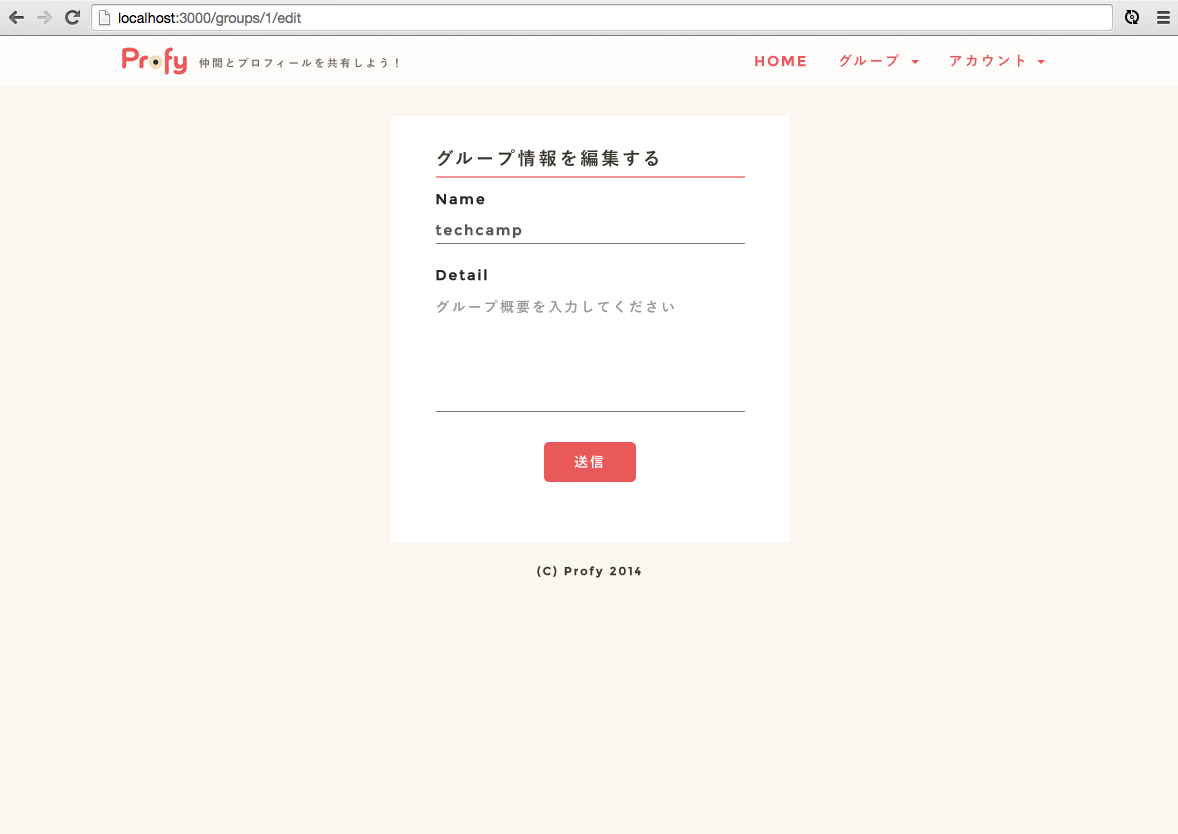 localhost:3000/groups/1/edit
Profy 仲間とプロフィールを共有しよう！ HOME グループ アカウント
グループ情報を編集する
Name
techcamp
Detail
グループ概要を入力してください
送信
(C) Profy 2014